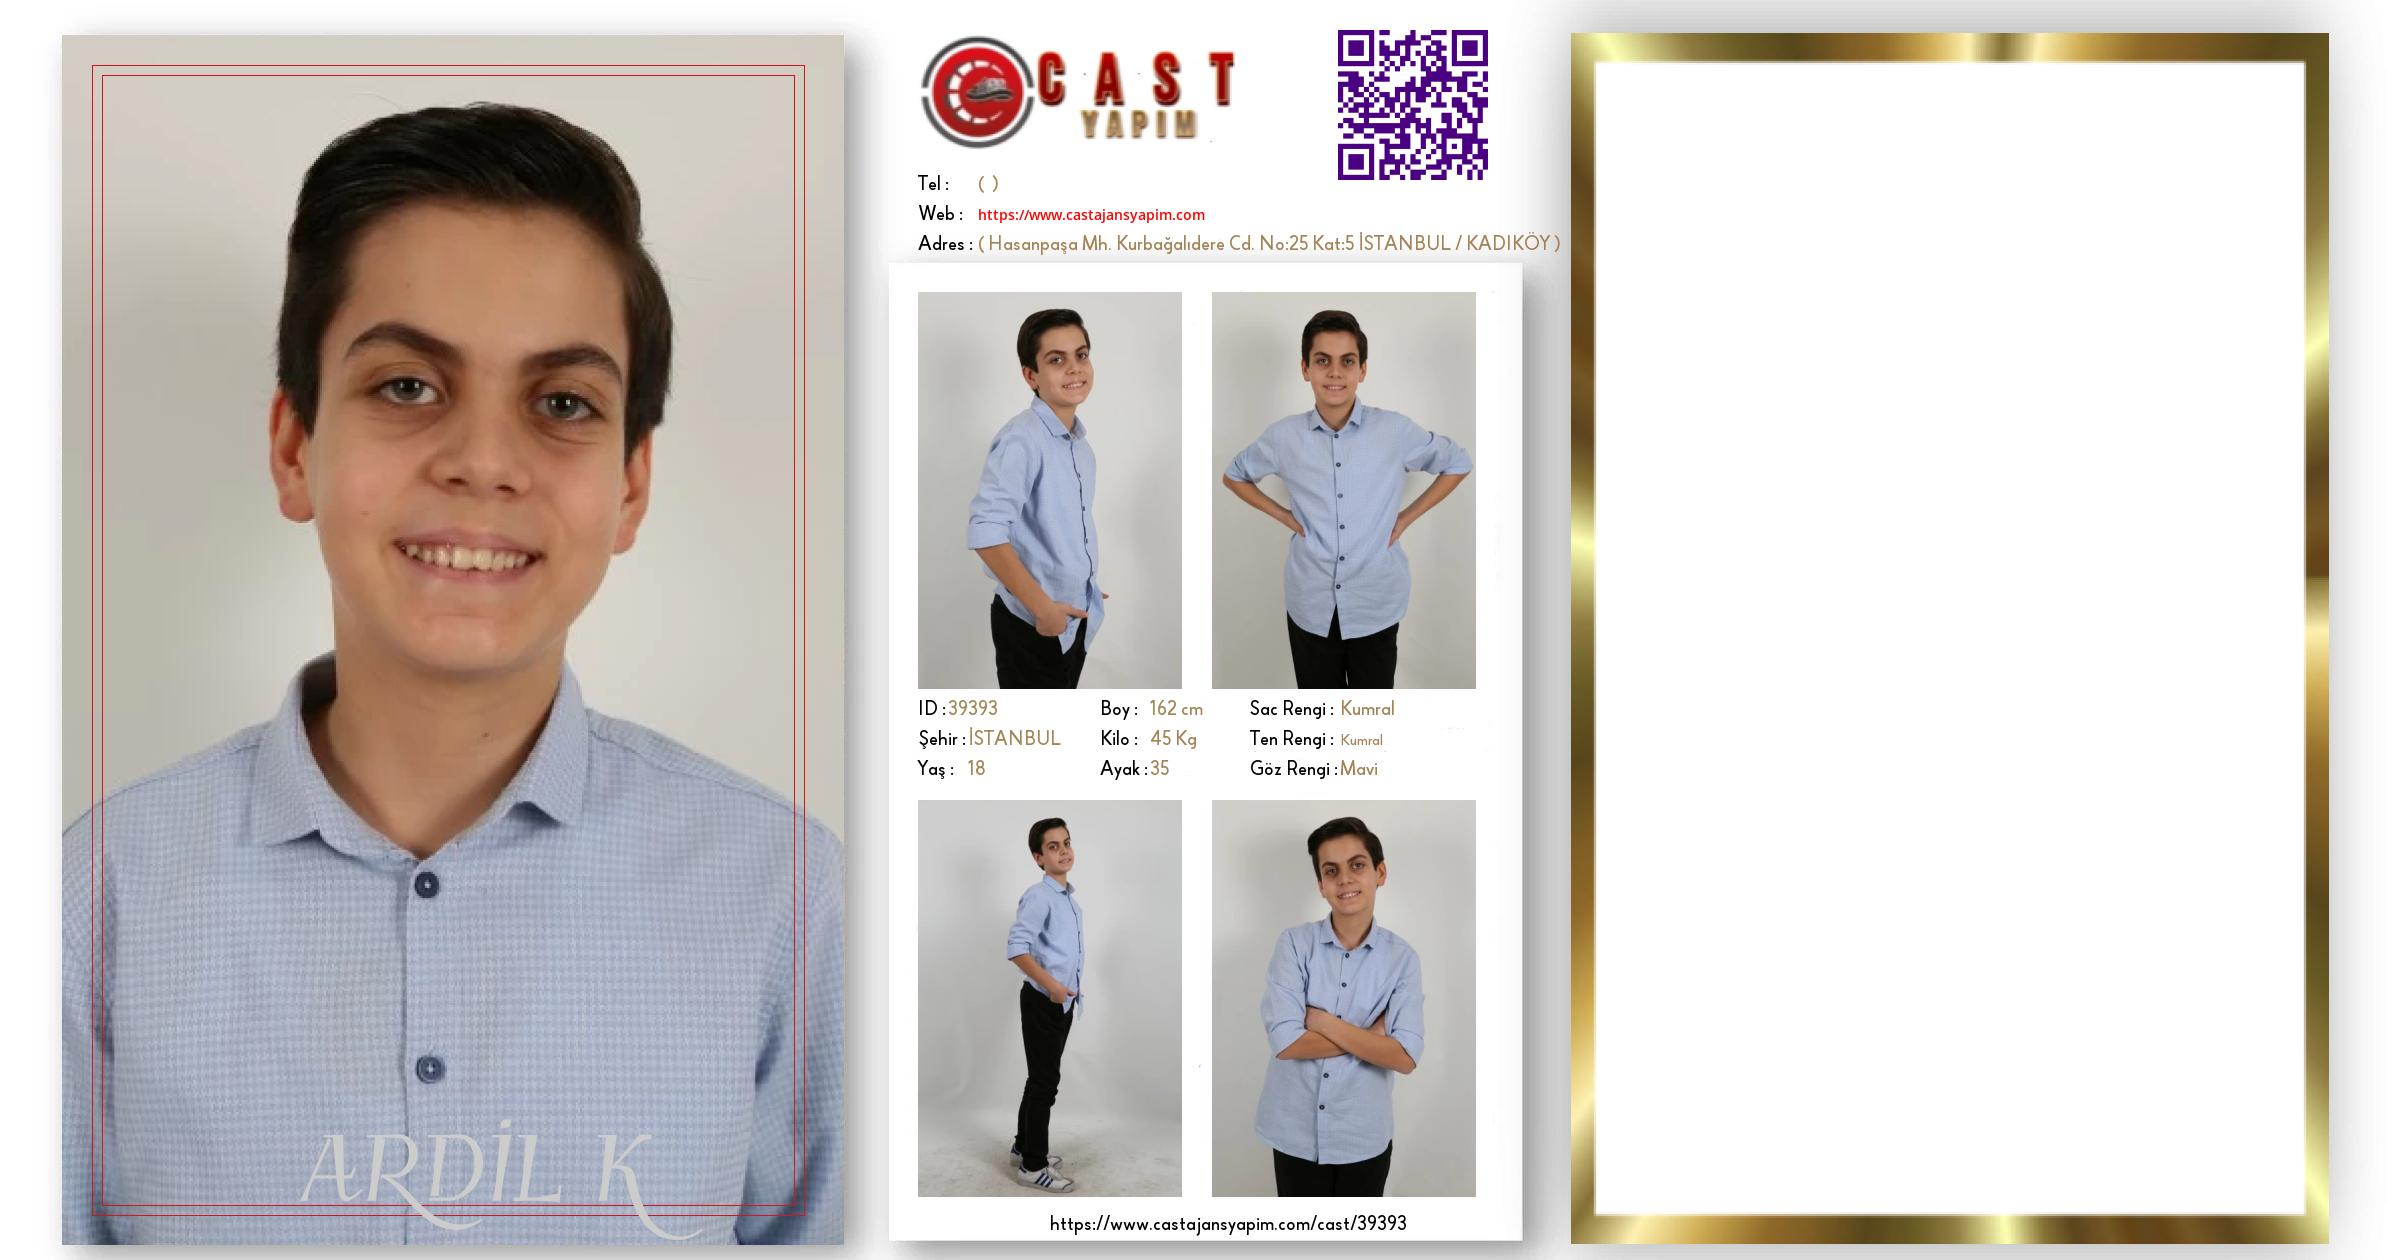 ARDİL K
CAST
YAPIM
Tel : ( )
Web : https://www.castajansyapim.com
Adres : ( Hasanpaşa Mh. Kurbağalıdere Cd. No:25 Kat:5 İSTANBUL / KADIKÖY )
ID : 39393 Boy : 162 cm Sac Rengi : Kumral
Şehir : İSTANBUL Kilo : 45 Kg Ten Rengi : Kumral
Yaş : 18 Ayak : 35 Göz Rengi : Mavi
https://www.castajansyapim.com/cast/39393